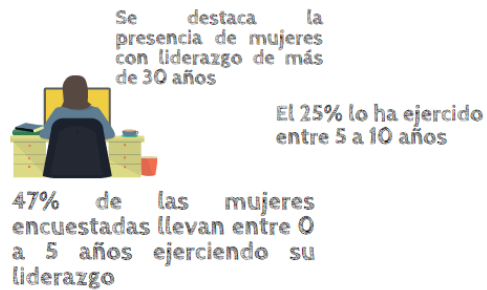 Se destaca la
presencia de mujeres
con liderazgo de más
de 30 años
El 25% lo ha ejercido
entre 5 a 10 años
47% de las mujeres
encuestadas llevan entre 0
a 5 años ejerciendo su
liderazgo